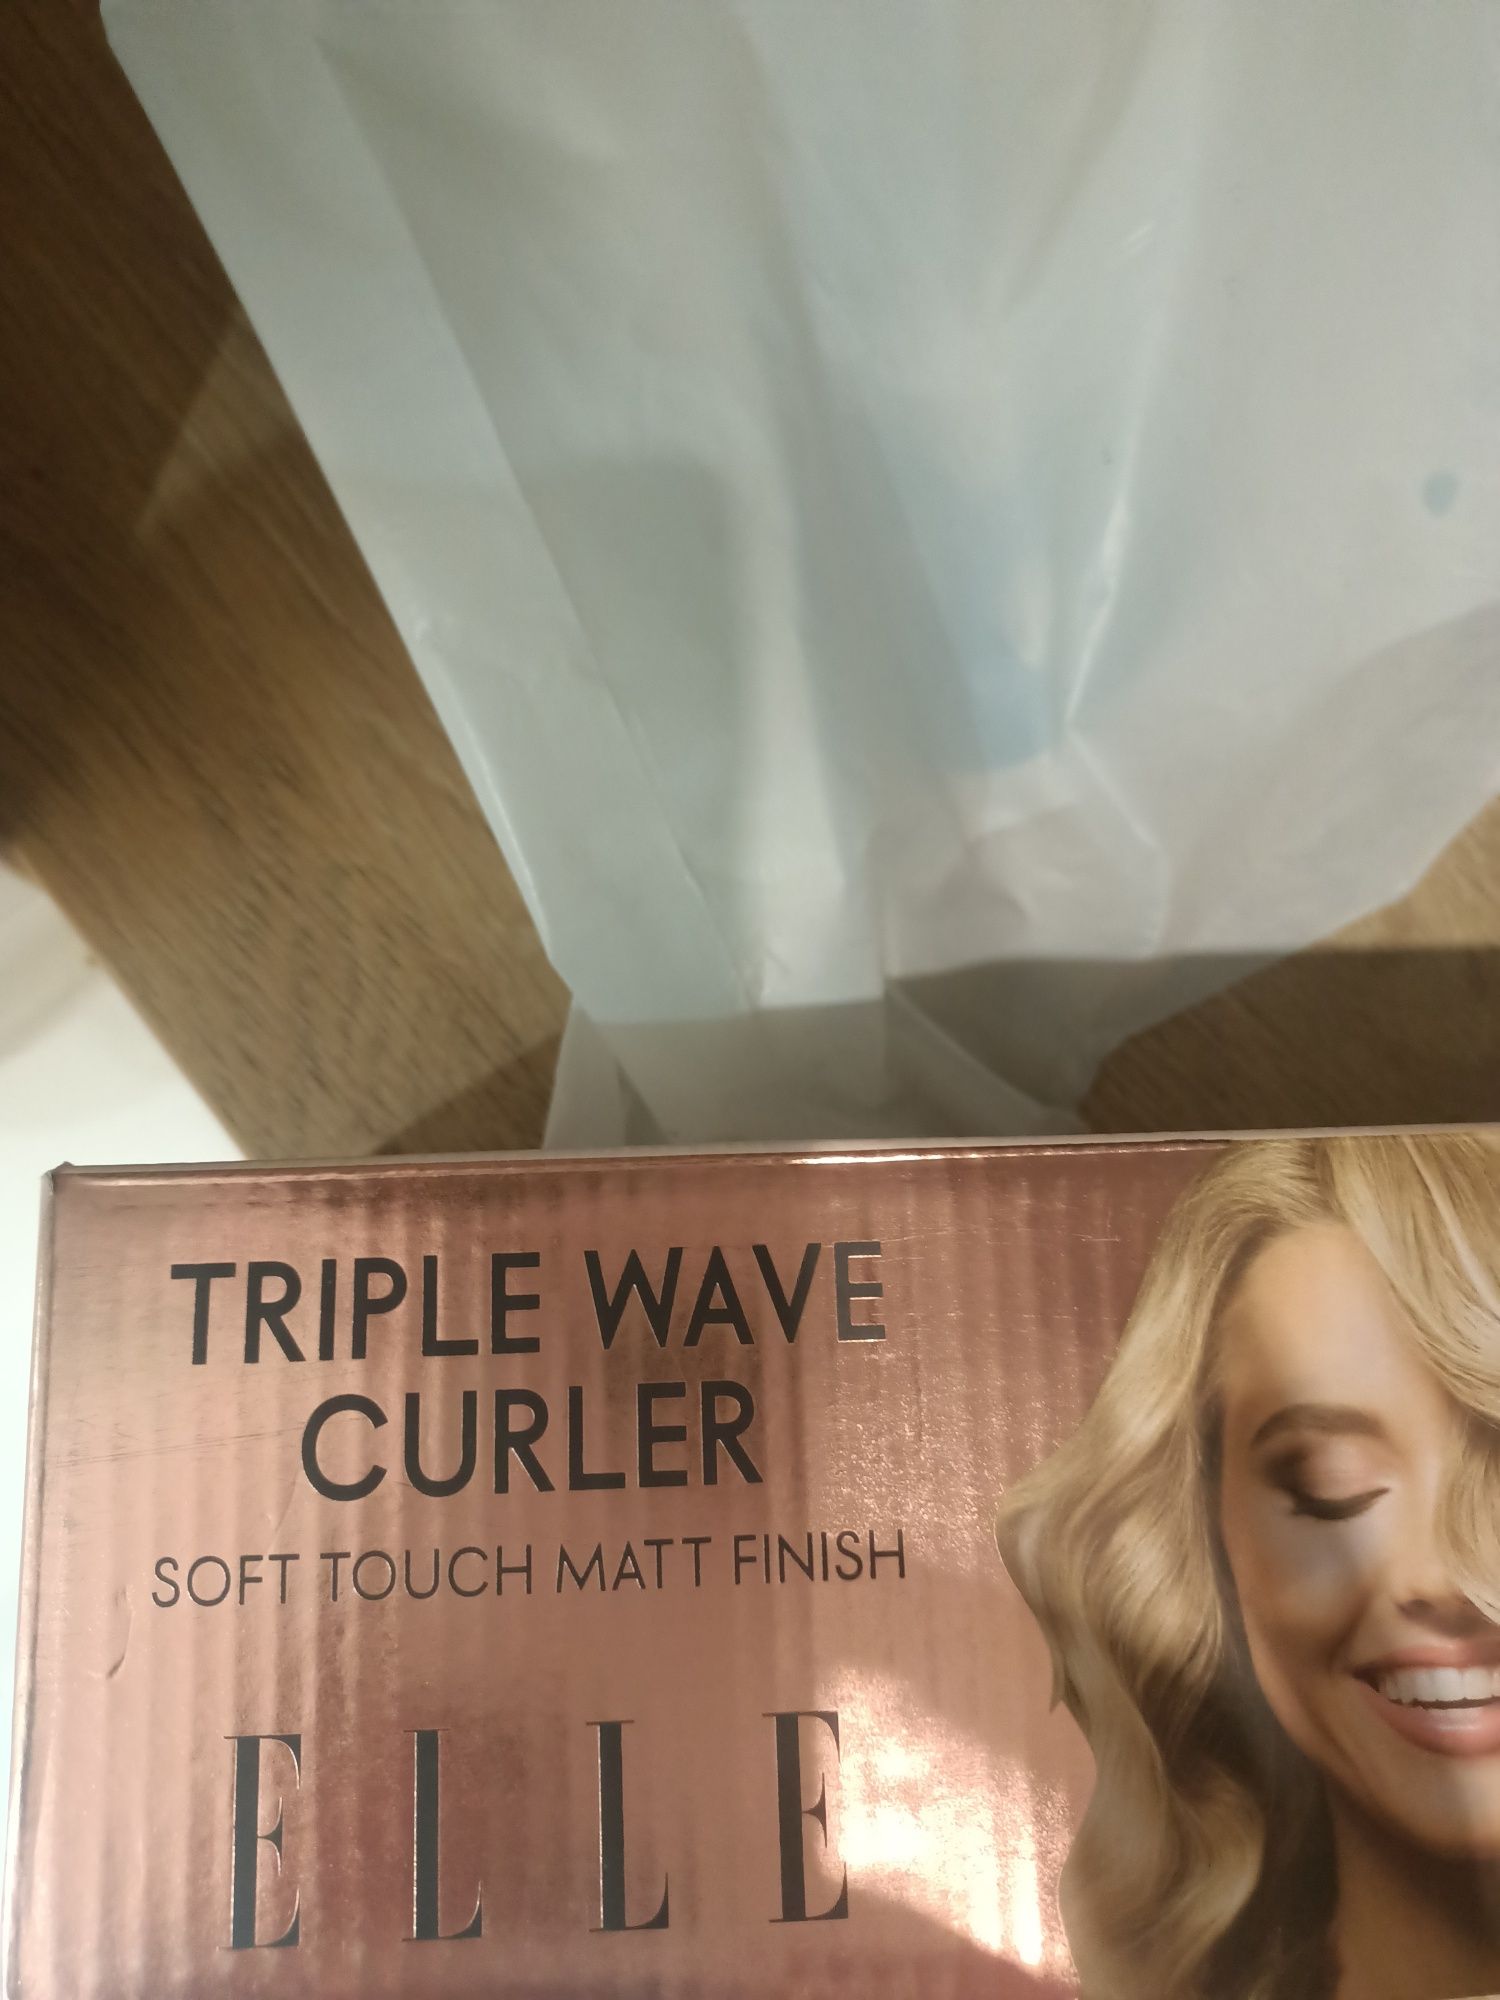 TRIPLE WAVE
CURLER
SOFT TOUCH MATT FINISH
ELLE